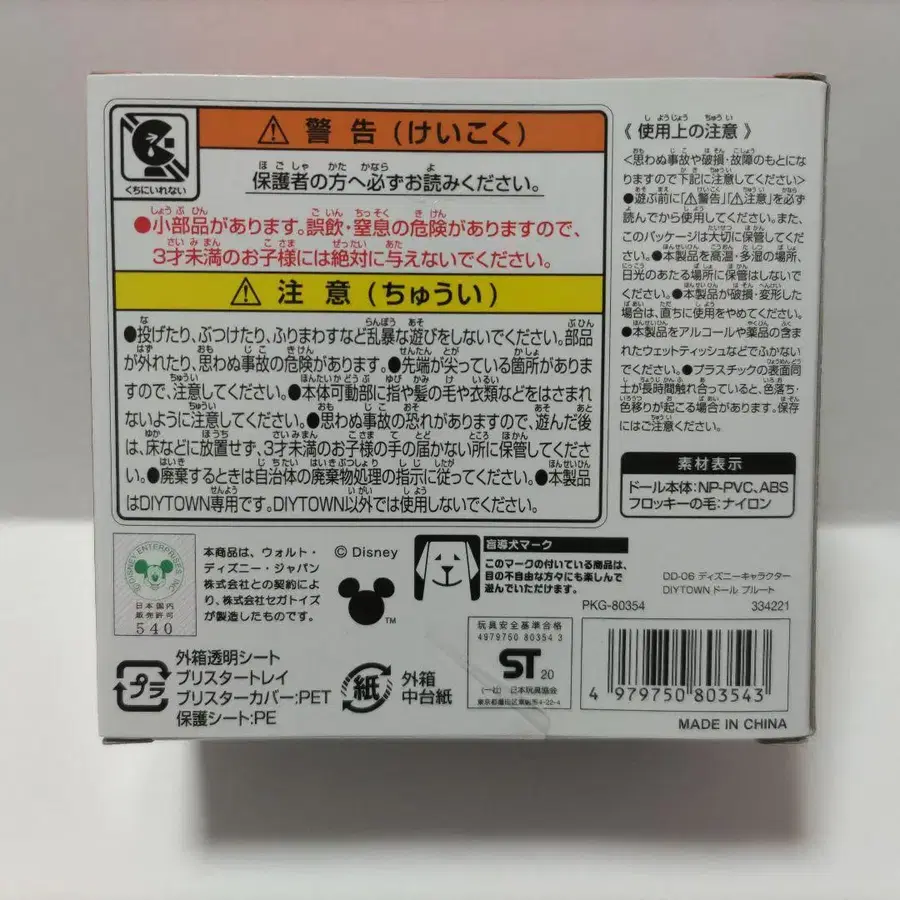 くちにいれない
⚠ 警告(けいこく)
保護者の方へ必ずお読みください。
●小部品があります。誤飲・窒息の危険がありますので、
3才未満のお子様には絶対に与えないでください。
⚠ 注意(ちゅうい)
●投げたり、ぶつけたり、ふりまわすなど乱暴な遊びをしないでください。部品
が外れたり、思わぬ事故の危険があります。●先端が尖っている個所がありま
すので、注意してください。●本体可動部に指や髪の毛や衣類などをはさまれ
ないように注意してください。●思わぬ事故の恐れがありますので、遊んだ後
は、床などに放置せず、3才未満のお子様の手の届かない所に保管してくださ
い。●廃棄するときは自治体の廃棄物処理の指示に従ってください。●本製品
はDIYTOWN専用です。DIYTOWN以外では使用しないでください。
《 使用上の注意 》
<思わぬ事故や破損・故障のもとにな
りますので下記に注意してください>
●遊ぶ前に「⚠警告」「⚠注意」を必ず
読んでから使用してください。また、
このパッケージは大切に保管してくだ
さい。●本製品を高温・多湿の場所、
日光のあたる場所に保管はしないで
ください。●本製品が破損・変形した
場合は、直ちに使用をやめてください。
●本製品をアルコールや薬品の含ま
れたウェットティッシュなどでふかない
でください。●プラスチックの表面同
士が長時間触れ合っていると、色落ち・
色移りが起こる場合があります。保存
にはご注意ください。
素材表示
ドール本体:NP-PVC、ABS
フロッキーの毛:ナイロン
DISNEY ENTERPRISES, INC.
日本国内
販売許可
540
本商品は、ウォルト・
ディズニー・ジャパン
株式会社との契約によ
り、株式会社セガトイズ
が製造したものです。
© Disney
TM
盲導犬マーク
このマークの付いている商品は、
目の不自由な方々にも楽しんで
遊んでいただけます。
PKG-80354
DD-06 ディズニーキャラクター
DIYTOWNドール プルート
334221
プラ
外箱透明シート
ブリスタートレイ
ブリスターカバー:PET
保護シート:PE
紙
外箱
中台紙
玩具安全基準合格
4979750 80354 3
ST 20
(一社) 日本玩具協会
東京都墨田区東駒形4-22-4
4 979750 803543
MADE IN CHINA